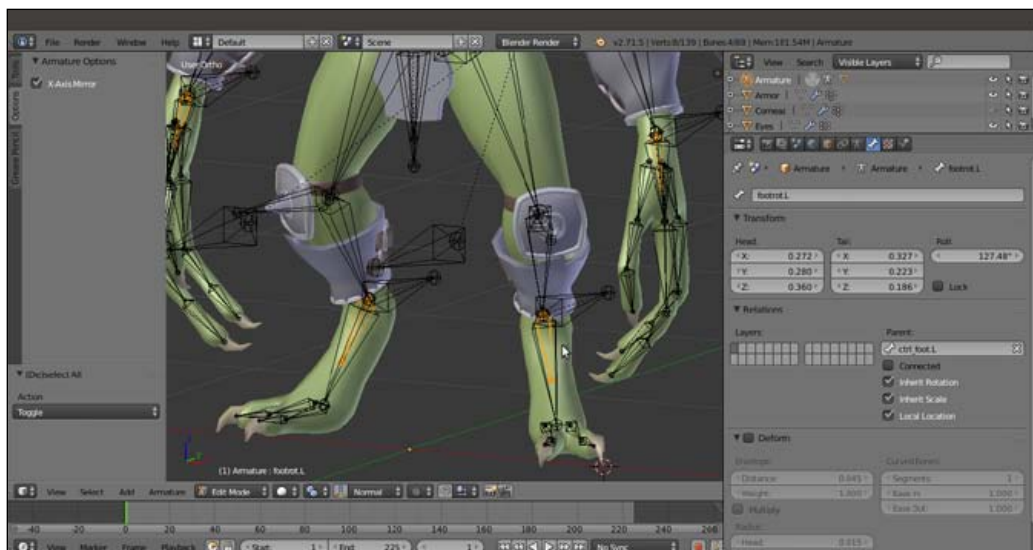 File Render Window Help Default Scene Blender Render v2.71.5 | Verts:8/139 | Bones:4/69 | Mem:101.54M | Armature
Tools
Options
Grease Pencil
▼ Armature Options
X-Axis Mirror
▼ (De)select All
Action
Toggle
User Ortho
(1) Armature : footrot.L
View Select Add Armature Edit Mode Normal
-40 -20 0 20 40 60 80 100 120 140 160 180 200 220 240 260
View Marker Frame Playback Start: 1 End: 225 1 No Sync
View Search Visible Layers
Armature
Armor
Corneas
Eyes
Armature Armature footrot.L
footrot.L
▼ Transform
Head: Tail: Roll:
X: 0.272 X: 0.327 127.48°
Y: 0.280 Y: 0.223
Z: 0.360 Z: 0.186 Lock
▼ Relations
Layers: Parent:
ctrl_foot.L
Connected
Inherit Rotation
Inherit Scale
Local Location
▼ Deform
Envelope: Curved Bones:
Distance: 0.045 Segments: 1
Weight: 1.000 Ease In: 1.000
Multiply Ease Out: 1.000
Radius:
Head: 0.015